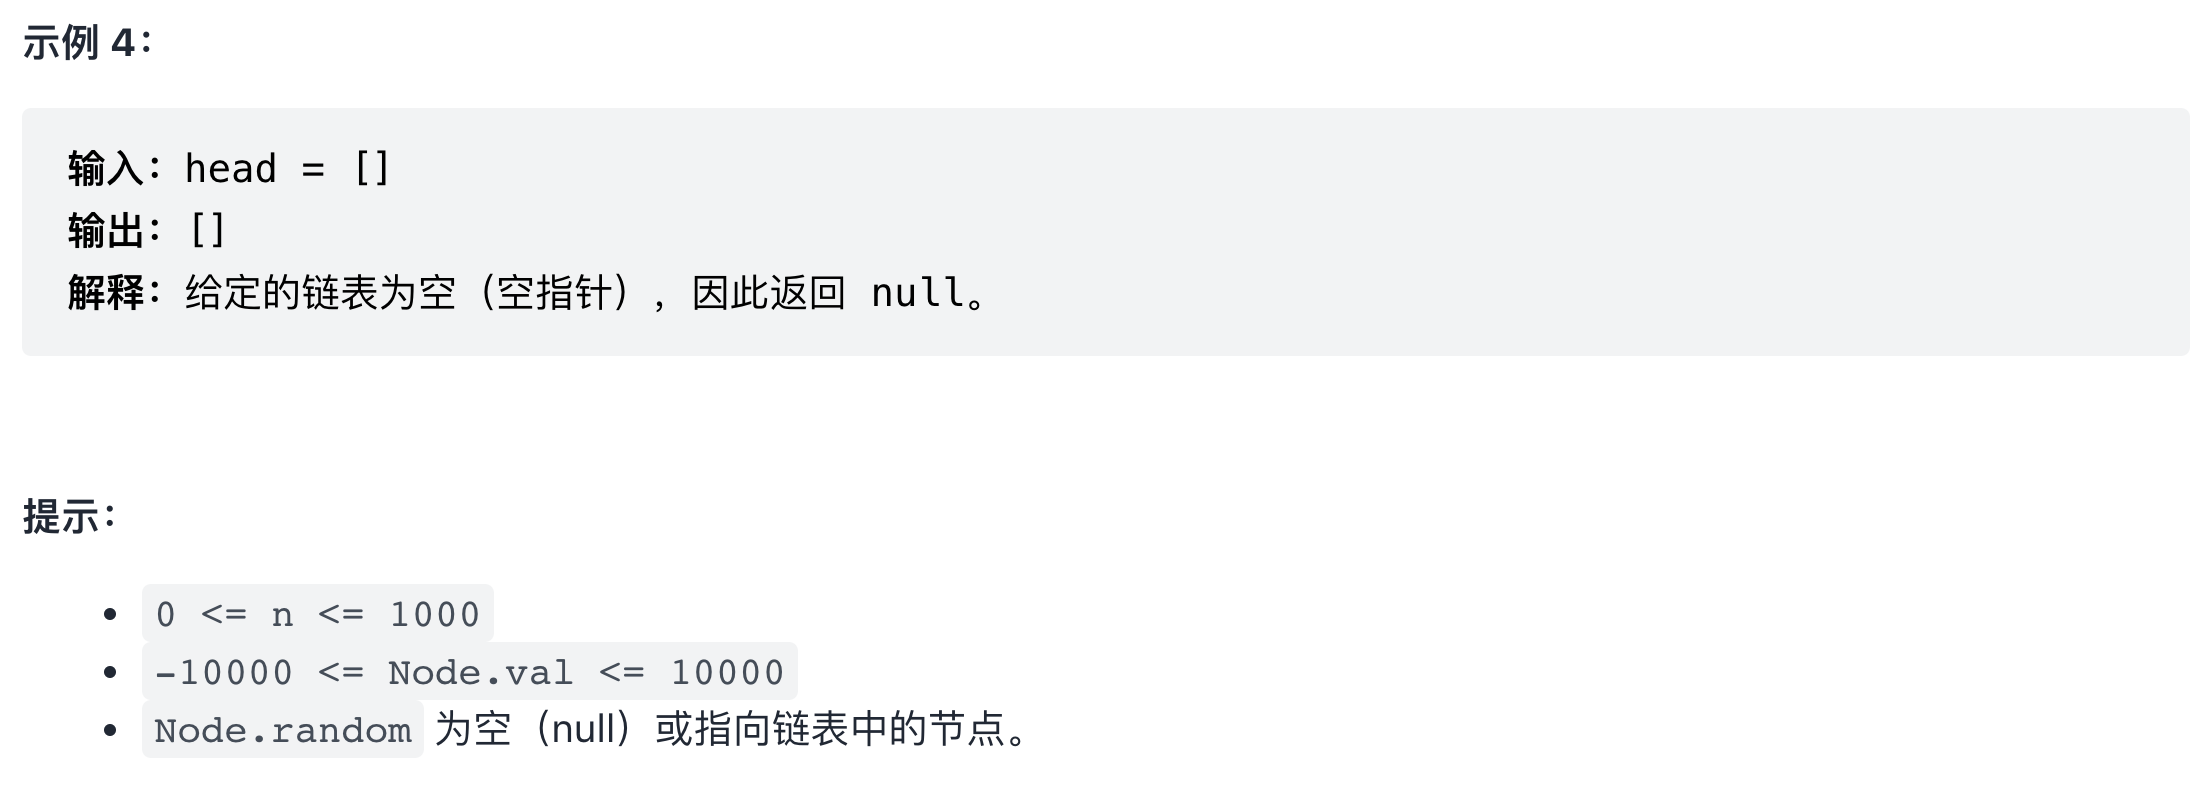 示例 4：
输入：head = []
输出：[]
解释：给定的链表为空（空指针），因此返回 null。
提示：
0 <= n <= 1000
-10000 <= Node.val <= 10000
Node.random 为空（null）或指向链表中的节点。